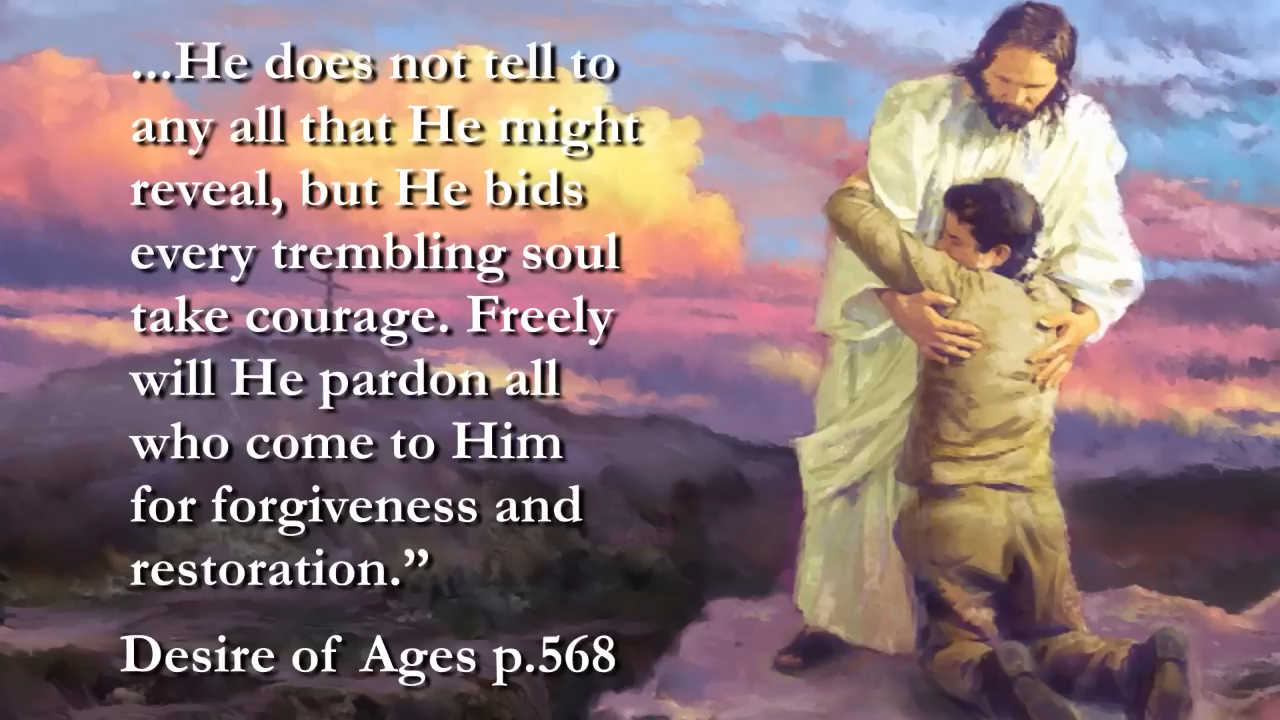 ...He does not tell to
any all that He might
reveal, but He bids
every trembling soul
take courage. Freely
will He pardon all
who come to Him
for forgiveness and
restoration.”
Desire of Ages p.568